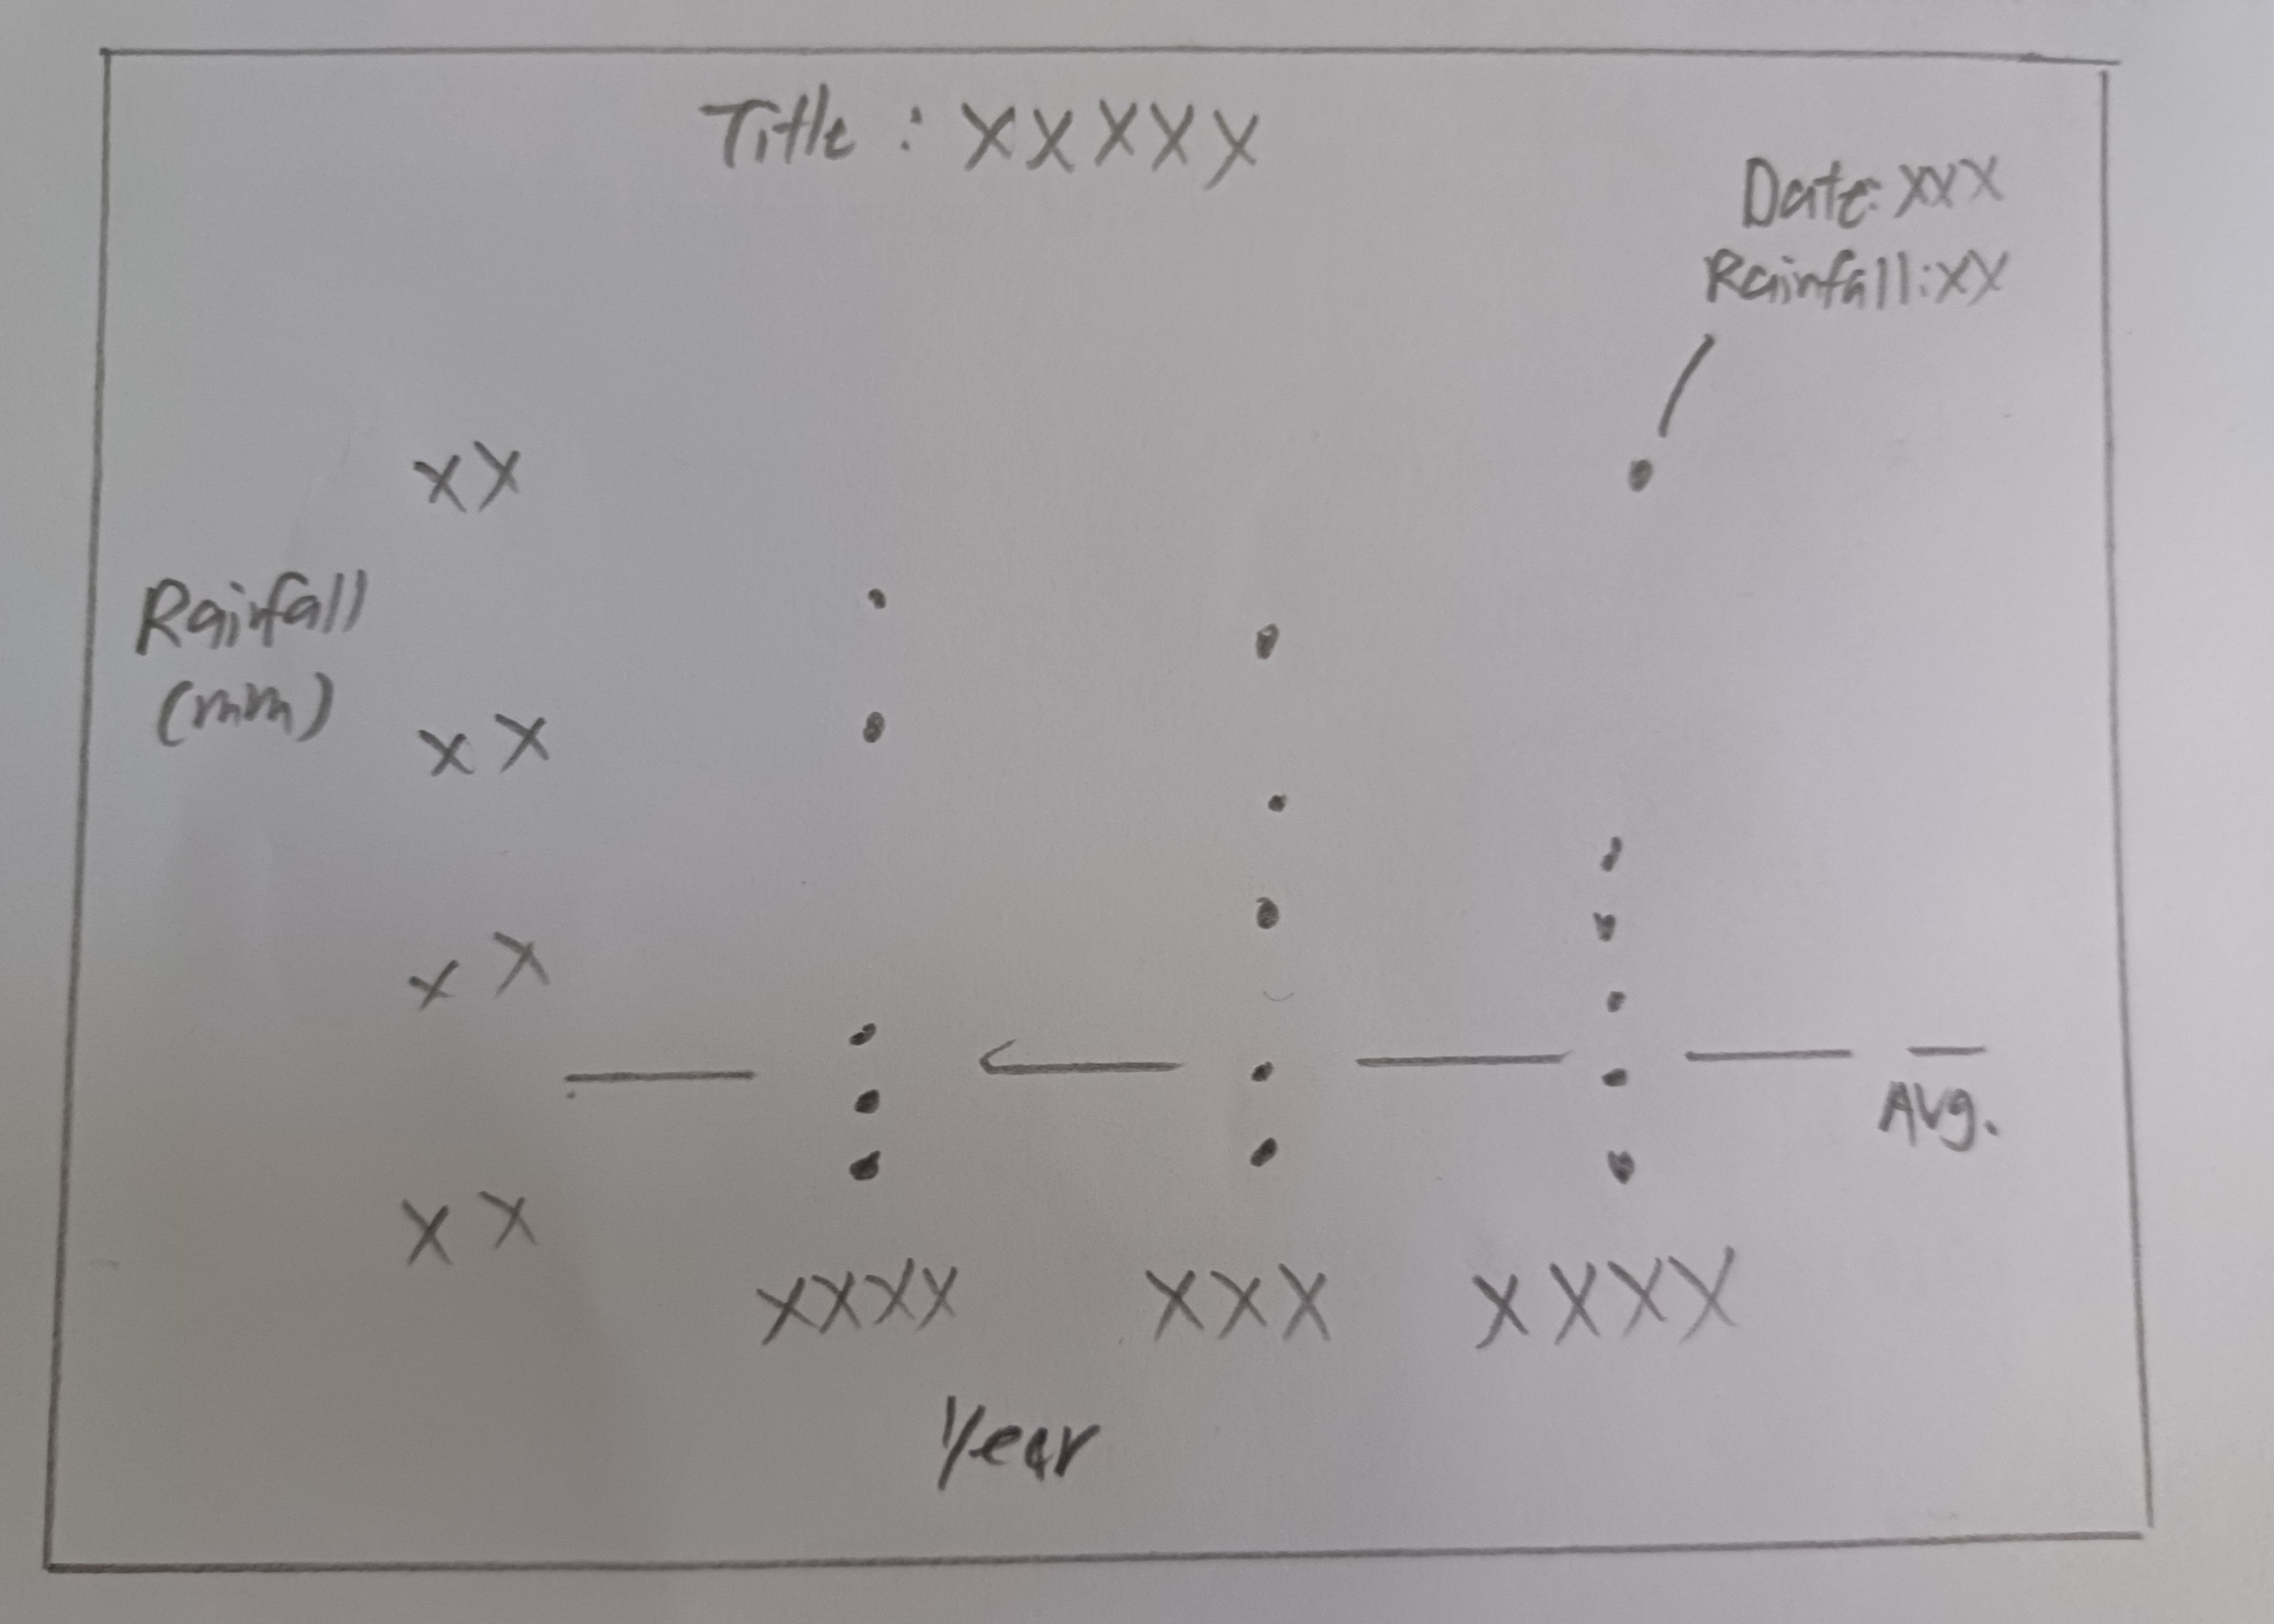 Title : XXXXX
Date: XXX
Rainfall: XX
XX
Rainfall
(mm)
XX
XX
Avg.
XX
XXXX XXX XXXX
Year